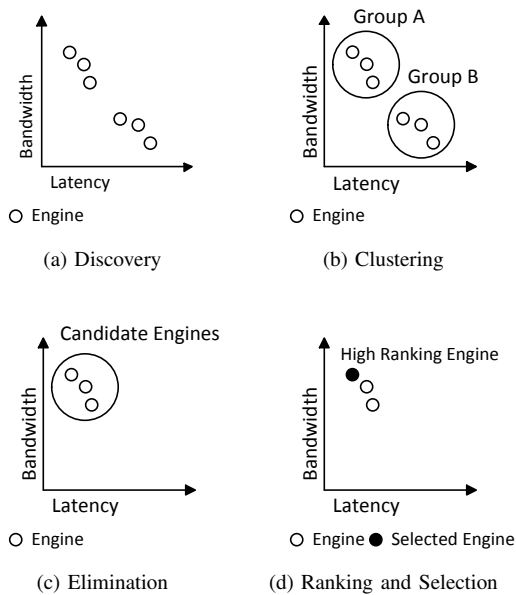 Bandwidth
Latency
Engine
(a) Discovery
Group A
Group B
Bandwidth
Latency
Engine
(b) Clustering
Candidate Engines
Bandwidth
Latency
Engine
(c) Elimination
High Ranking Engine
Bandwidth
Latency
Engine Selected Engine
(d) Ranking and Selection